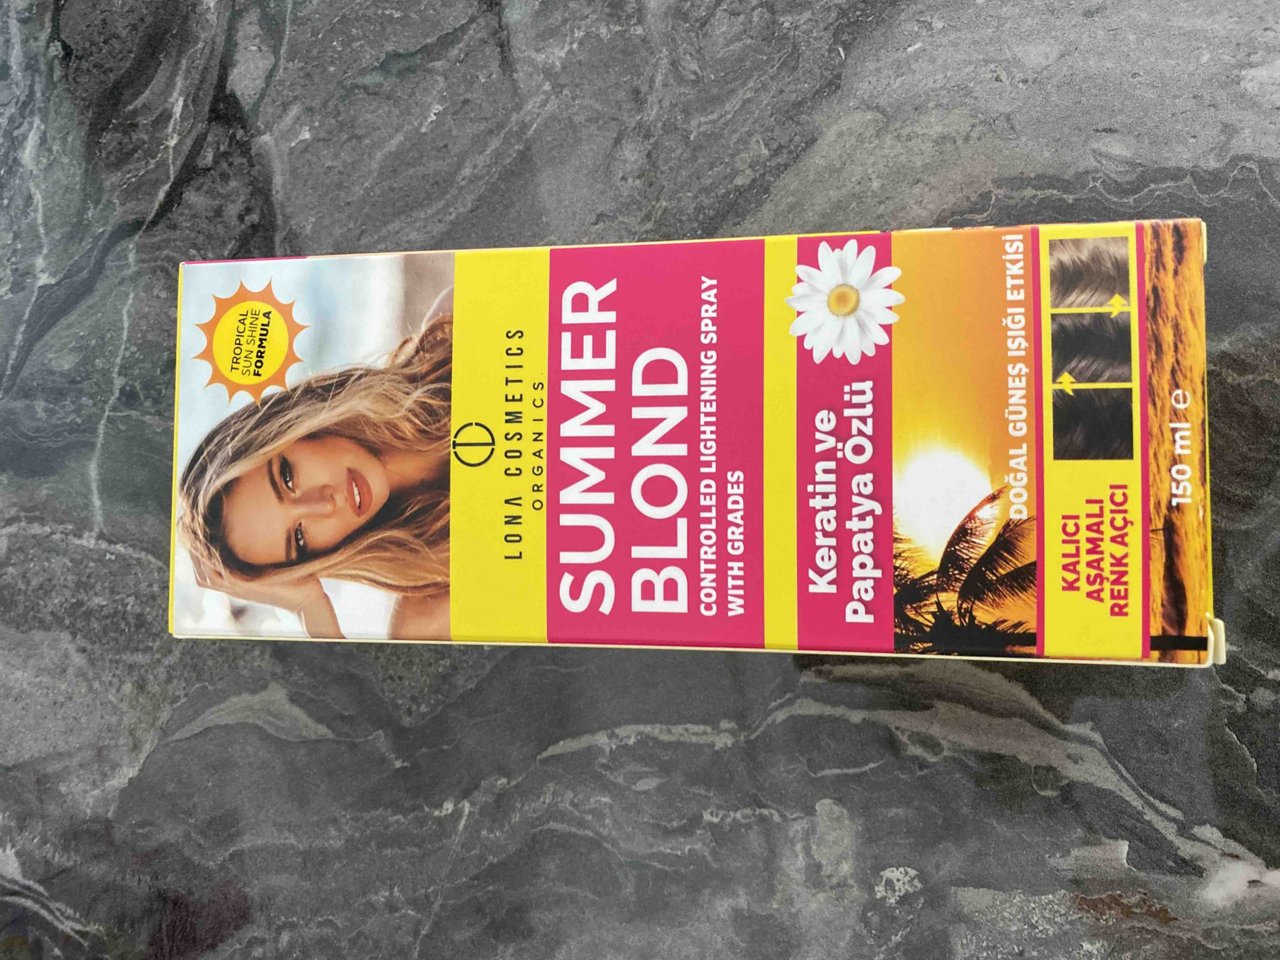 TROPICAL
SUN SHINE
FORMULA
LONA COSMETICS
ORGANICS
SUMMER
BLOND
CONTROLLED LIGHTENING SPRAY
WITH GRADES
Keratin ve
Papatya Özlü
DOĞAL GÜNEŞ IŞIĞI ETKİSİ
KALICI
AŞAMALI
RENK AÇICI
150 ml e